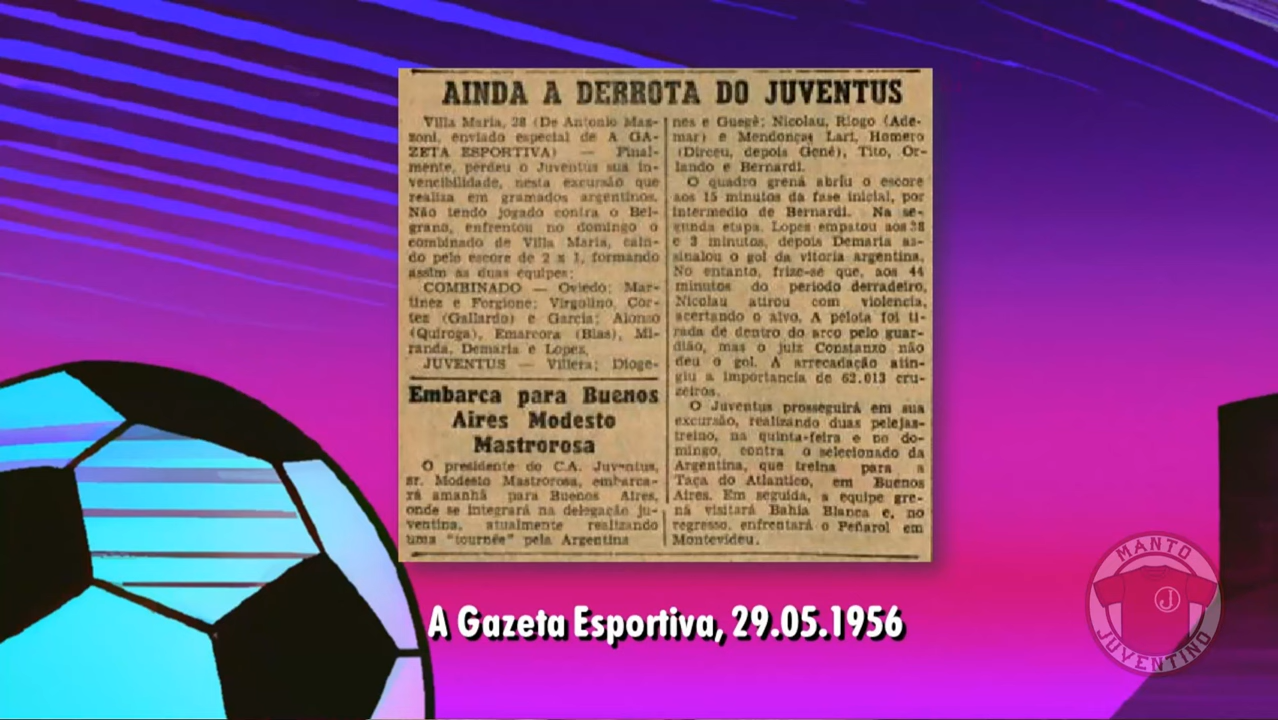 AINDA A DERROTA DO JUVENTUS
Villa Maria, 28 (De Antonio Mas-
zoni, enviado especial de A GA-
ZETA ESPORTIVA) — Final-
mente, perdeu o Juventus sua in-
vencibilidade, nesta excursão que
realiza em gramados argentinos.
Não tendo jogado contra o Bel-
grano, enfrentou no domingo o
combinado de Villa Maria, cain-
do pelo escore de 2 x 1, formando
assim as duas equipes:
COMBINADO — Oviedo; Mar-
tinez e Forgione; Virgolino, Cor-
tez (Gallardo) e Garcia; Alonso
(Quiroga), Emarcora (Blas), Mi-
randa, Demaria e Lopes.
JUVENTUS — Villera; Dioge-
Embarca para Buenos
Aires Modesto
Mastrorosa
O presidente do C.A. Juventus,
sr. Modesto Mastrorosa, embarca-
rá amanhã para Buenos Aires,
onde se integrará na delegação ju-
ventina, atualmente realizando
uma "tournée" pela Argentina
nes e Guegê; Nicolau, Riogo (Ade-
mar) e Mendonça; Lari, Homero
(Dirceu, depois Gené), Tito, Or-
lando e Bernardi.
O quadro grená abriu o escore
aos 15 minutos da fase inicial, por
intermedio de Bernardi. Na se-
gunda etapa, Lopes empatou aos 38
e 3 minutos, depois Demaria as-
sinalou o gol da vitoria argentina.
No entanto, frize-se que, aos 44
minutos do periodo derradeiro,
Nicolau atirou com violencia,
acertando o alvo. A pelota foi ti-
rada de dentro do arco pelo guar-
dião, mas o juiz Constanzo não
deu o gol. A arrecadação atin-
giu a importancia de 62.013 cru-
zeiros.
O Juventus prosseguirá em sua
excursão, realizando duas pelejas-
treino, na quinta-feira e no do-
mingo, contra o selecionado da
Argentina, que treina para a
Taça do Atlantico, em Buenos
Aires. Em seguida, a equipe gre-
ná visitará Bahia Blanca e, no
regresso, enfrentará o Peñarol em
Montevideu.
A Gazeta Esportiva, 29.05.1956
MANTO
J
JUVENTINO